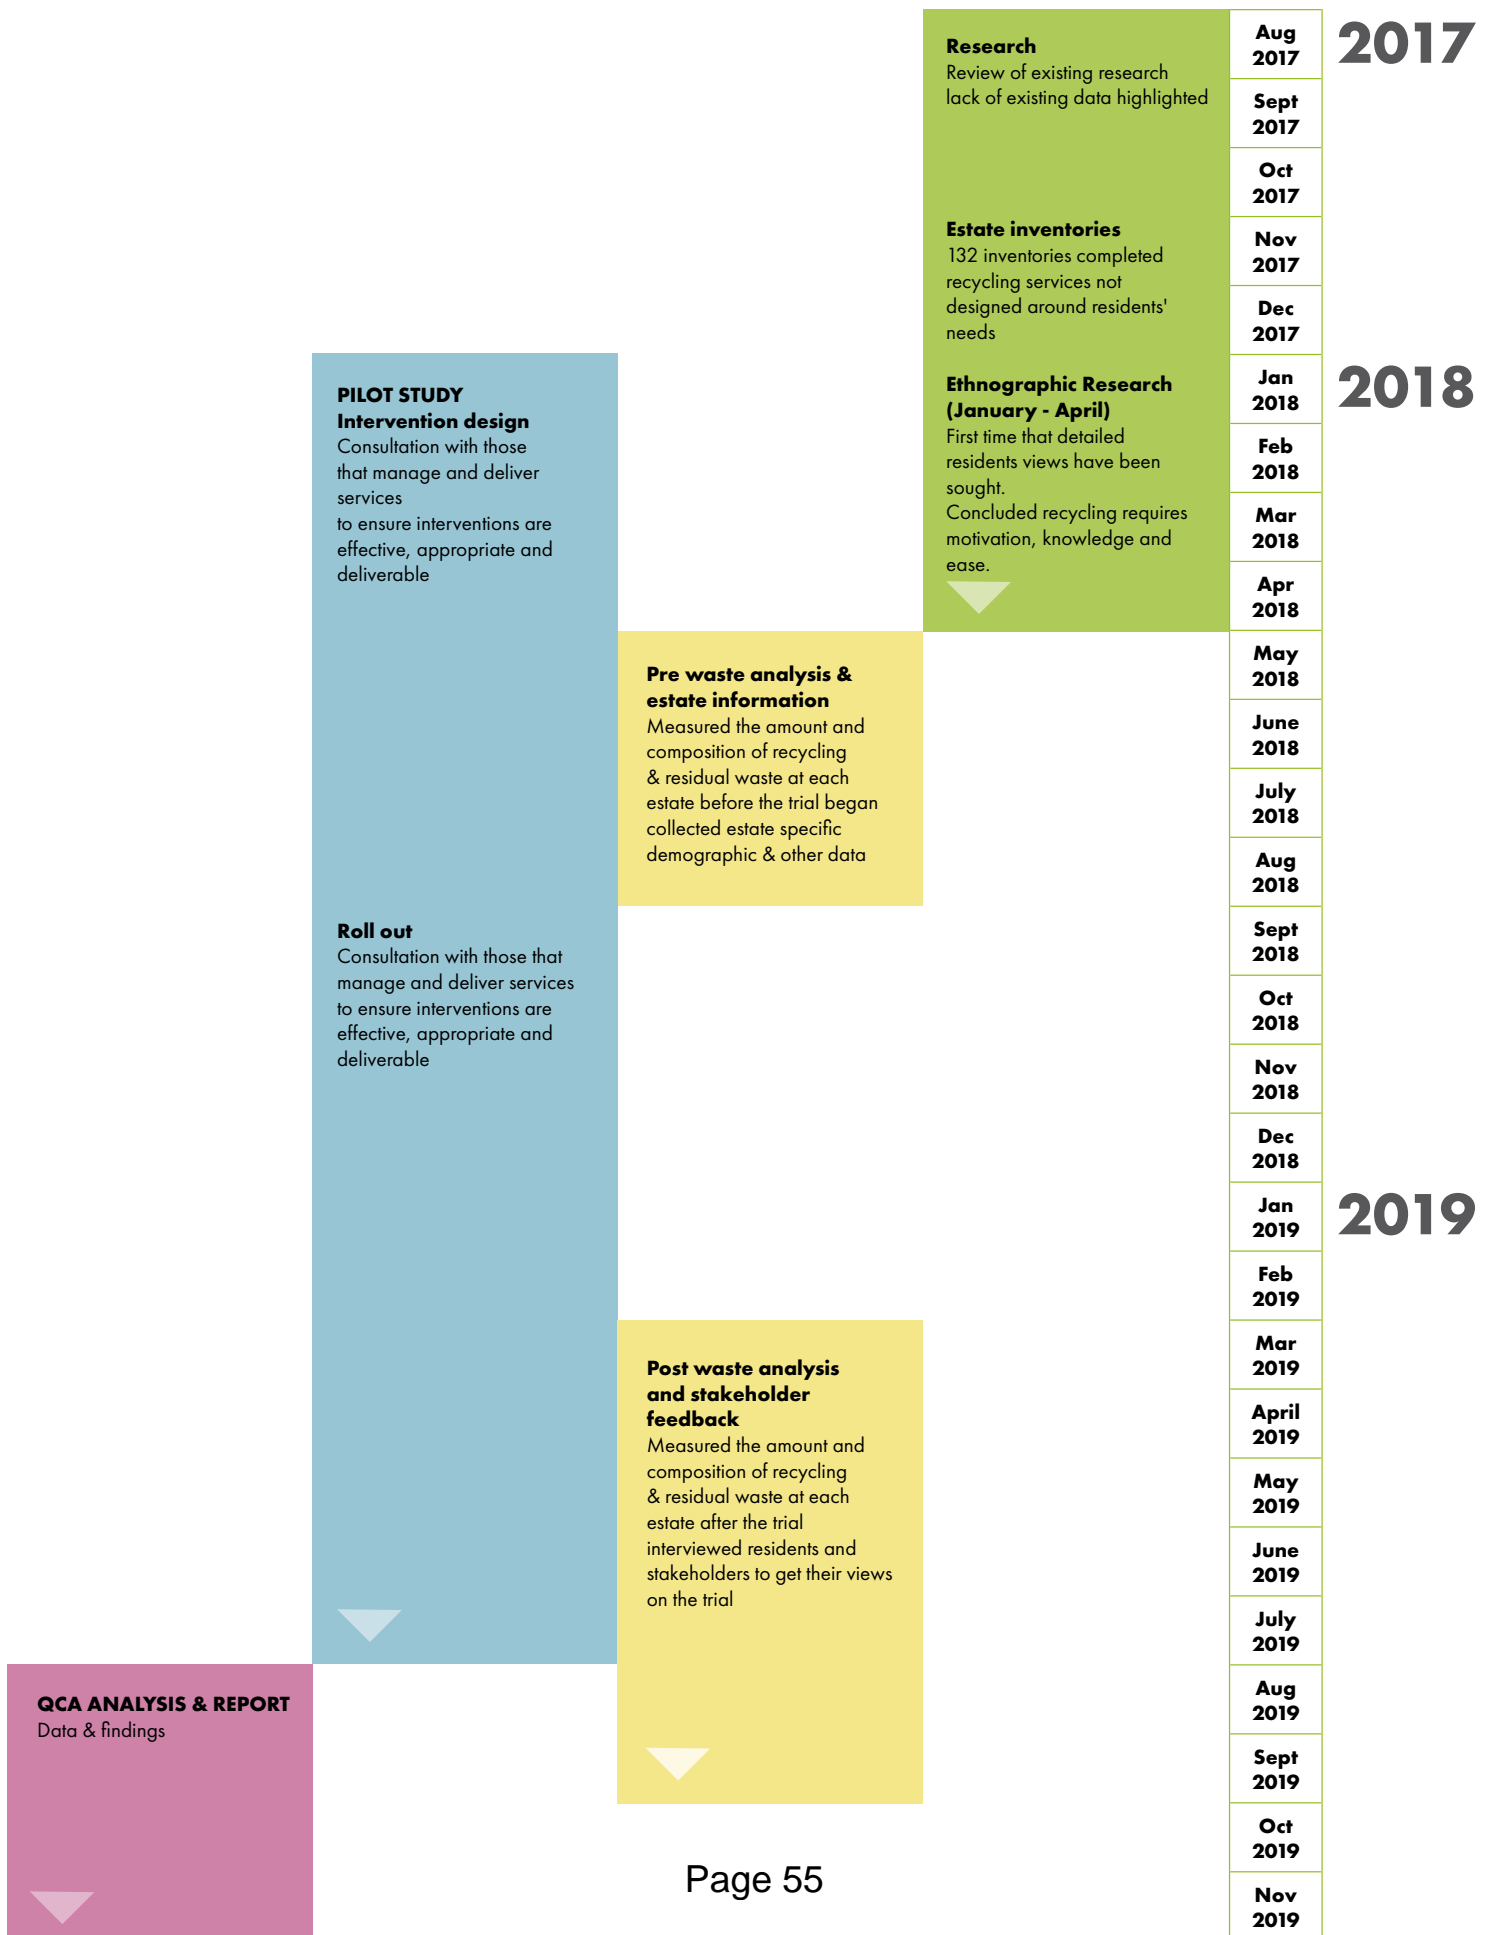 Research
Review of existing research
lack of existing data highlighted
Estate inventories
132 inventories completed
recycling services not
designed around residents'
needs
Ethnographic Research
(January - April)
First time that detailed
residents views have been
sought.
Concluded recycling requires
motivation, knowledge and
ease.
PILOT STUDY
Intervention design
Consultation with those
that manage and deliver
services
to ensure interventions are
effective, appropriate and
deliverable
Roll out
Consultation with those that
manage and deliver services
to ensure interventions are
effective, appropriate and
deliverable
Pre waste analysis &
estate information
Measured the amount and
composition of recycling
& residual waste at each
estate before the trial began
collected estate specific
demographic & other data
Post waste analysis
and stakeholder
feedback
Measured the amount and
composition of recycling
& residual waste at each
estate after the trial
interviewed residents and
stakeholders to get their views
on the trial
QCA ANALYSIS & REPORT
Data & findings
Aug
2017
Sept
2017
Oct
2017
Nov
2017
Dec
2017
Jan
2018
Feb
2018
Mar
2018
Apr
2018
May
2018
June
2018
July
2018
Aug
2018
Sept
2018
Oct
2018
Nov
2018
Dec
2018
Jan
2019
Feb
2019
Mar
2019
April
2019
May
2019
June
2019
July
2019
Aug
2019
Sept
2019
Oct
2019
Nov
2019
2017
2018
2019
Page 55